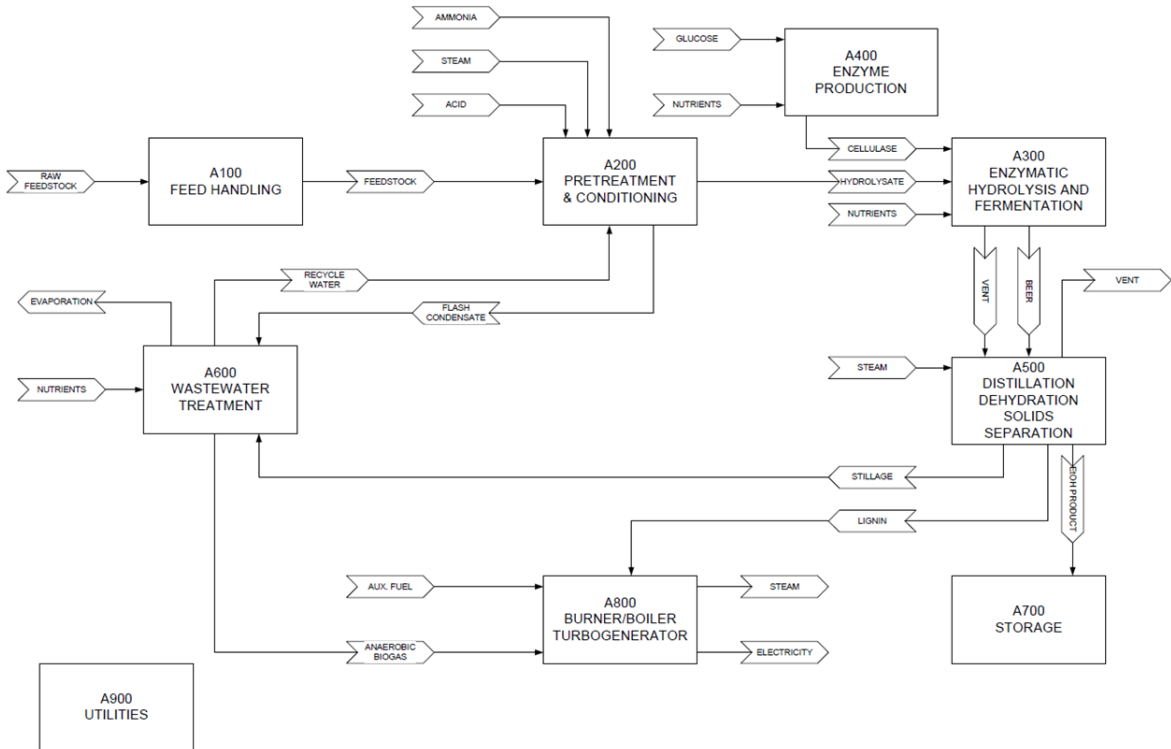 AMMONIA
STEAM
ACID
GLUCOSE
NUTRIENTS
A400
ENZYME
PRODUCTION
RAW
FEEDSTOCK
A100
FEED HANDLING
FEEDSTOCK
A200
PRETREATMENT
& CONDITIONING
CELLULASE
HYDROLYSATE
NUTRIENTS
A300
ENZYMATIC
HYDROLYSIS AND
FERMENTATION
EVAPORATION
RECYCLE
WATER
FLASH
CONDENSATE
VENT
BEER
VENT
NUTRIENTS
A600
WASTEWATER
TREATMENT
STEAM
A500
DISTILLATION
DEHYDRATION
SOLIDS
SEPARATION
STILLAGE
LIGNIN
EtOH PRODUCT
AUX. FUEL
ANAEROBIC
BIOGAS
A800
BURNER/BOILER
TURBOGENERATOR
STEAM
ELECTRICITY
A700
STORAGE
A900
UTILITIES